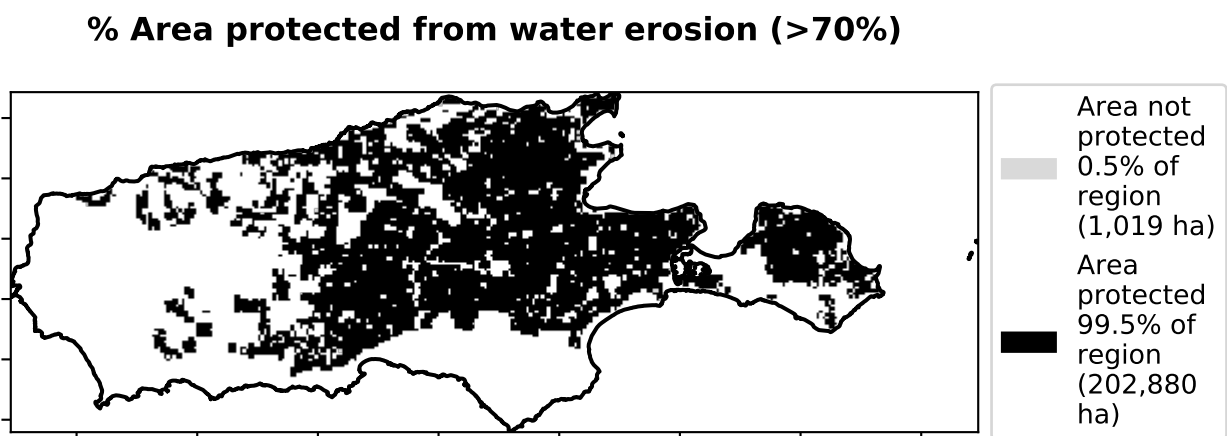 % Area protected from water erosion (>70%)
Area not
protected
0.5% of
region
(1,019 ha)
Area
protected
99.5% of
region
(202,880
ha)